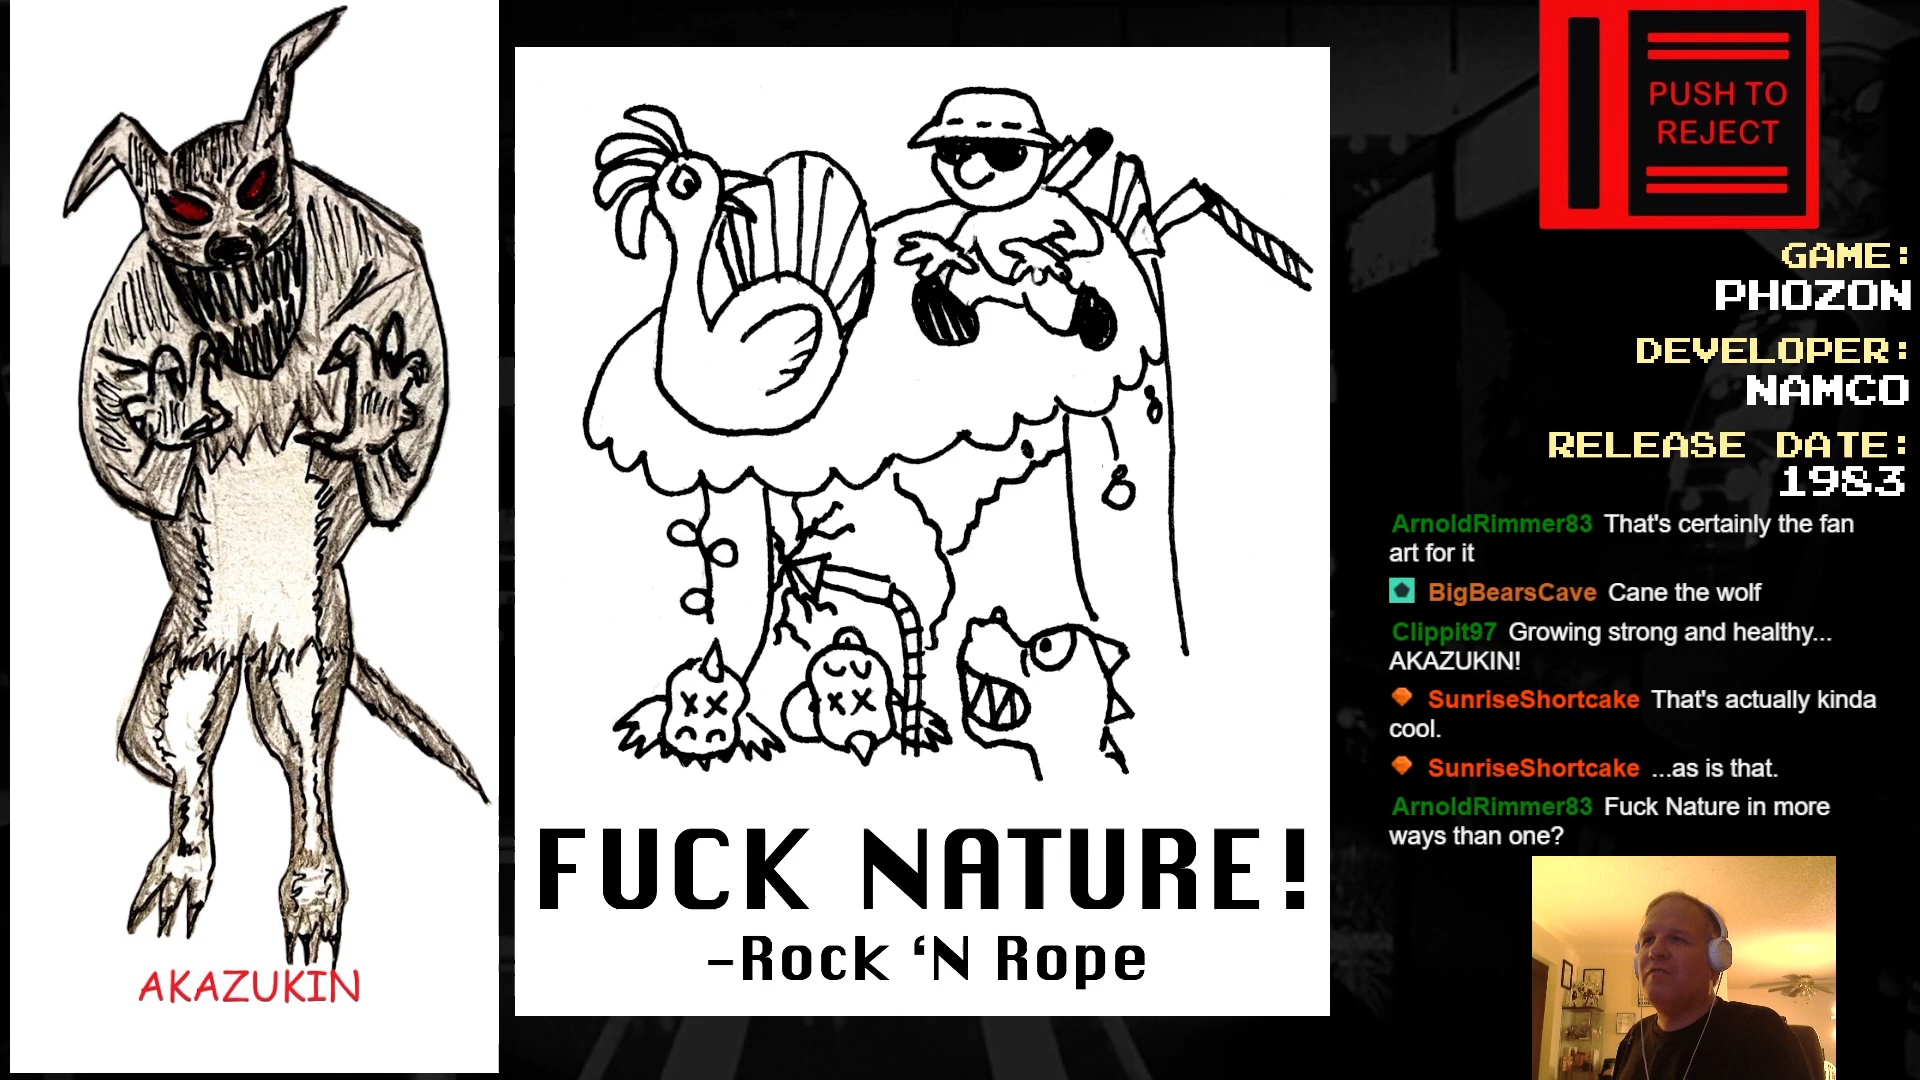 AKAZUKIN
FUCK NATURE!
-Rock ‘N Rope
PUSH TO
REJECT
GAME:
PHOZON
DEVELOPER:
NAMCO
RELEASE DATE:
1983
ArnoldRimmer83 That's certainly the fan
art for it
BigBearsCave Cane the wolf
Clippit97 Growing strong and healthy...
AKAZUKIN!
SunriseShortcake That's actually kinda
cool.
SunriseShortcake ...as is that.
ArnoldRimmer83 Fuck Nature in more
ways than one?